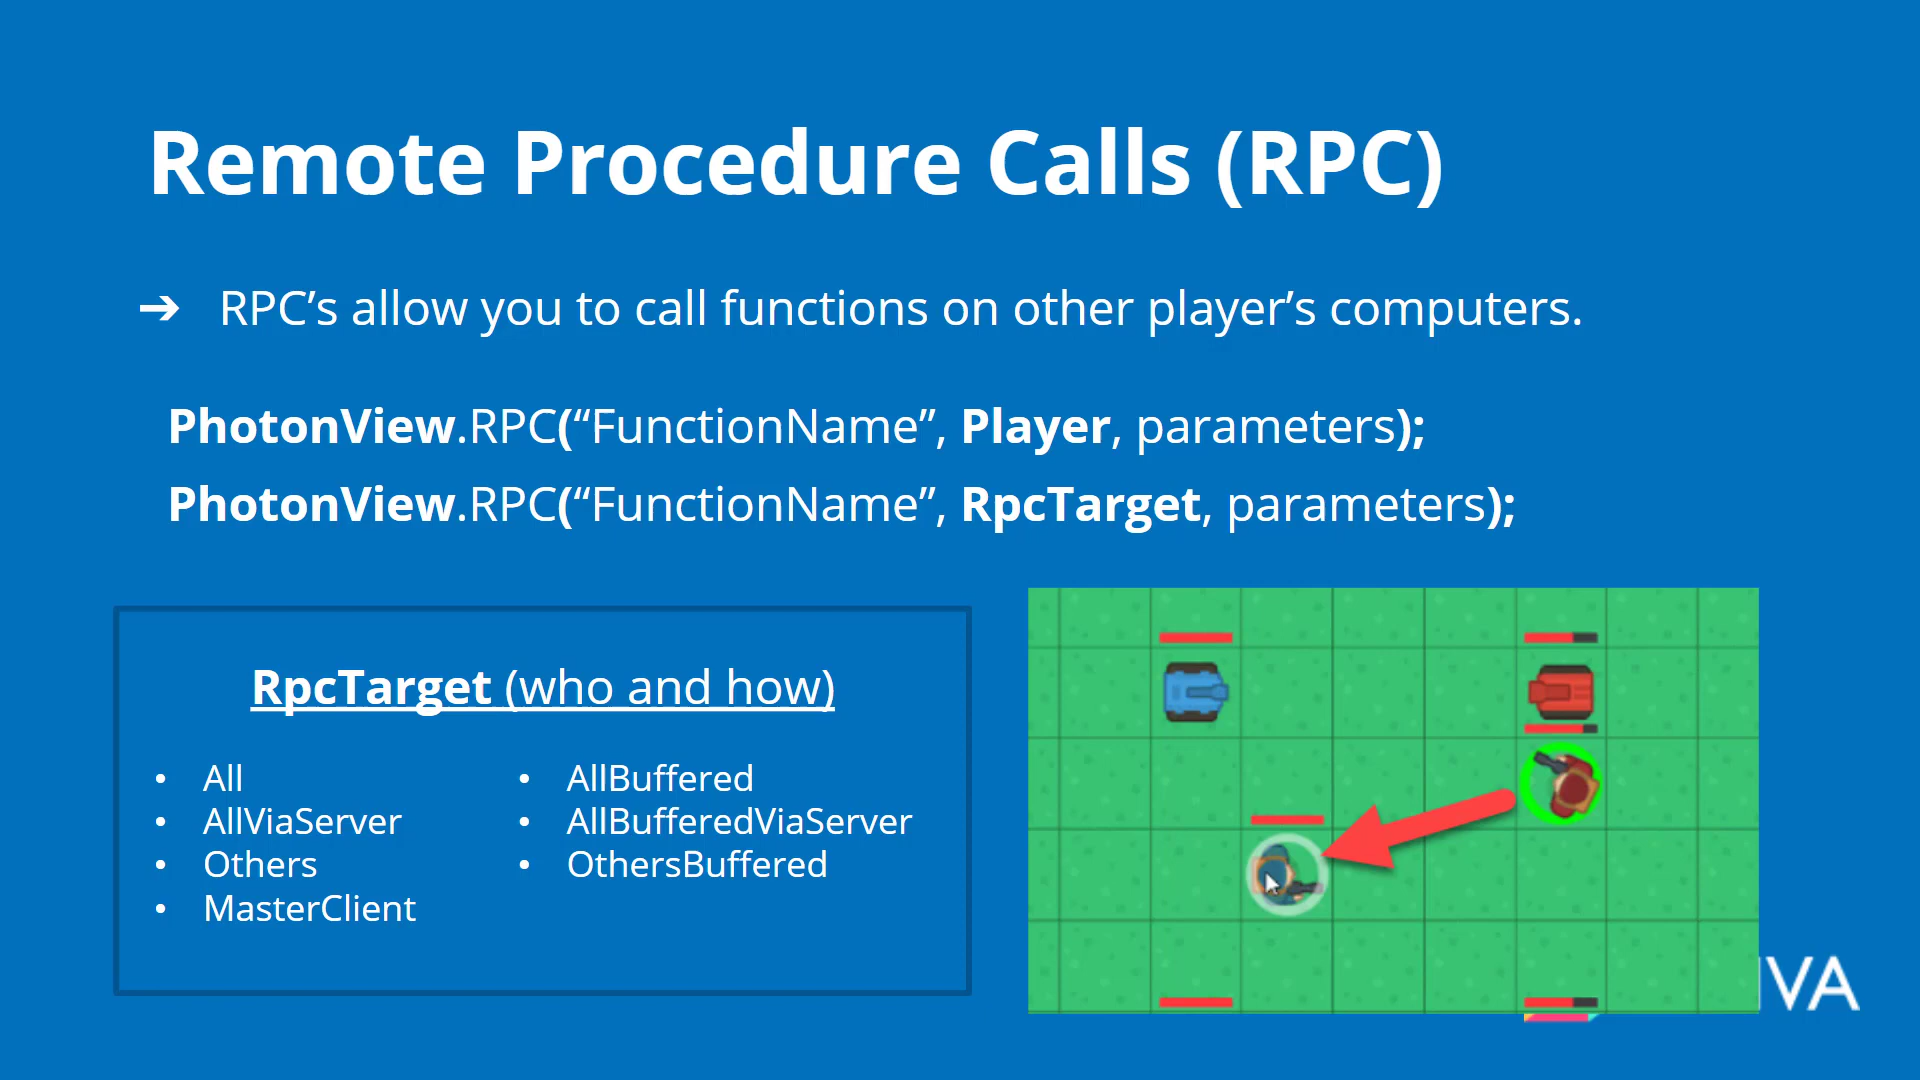 Remote Procedure Calls (RPC)
➔ RPC’s allow you to call functions on other player’s computers.
PhotonView.RPC(“FunctionName”, Player, parameters);
PhotonView.RPC(“FunctionName”, RpcTarget, parameters);
RpcTarget (who and how)
• All
• AllViaServer
• Others
• MasterClient
• AllBuffered
• AllBufferedViaServer
• OthersBuffered